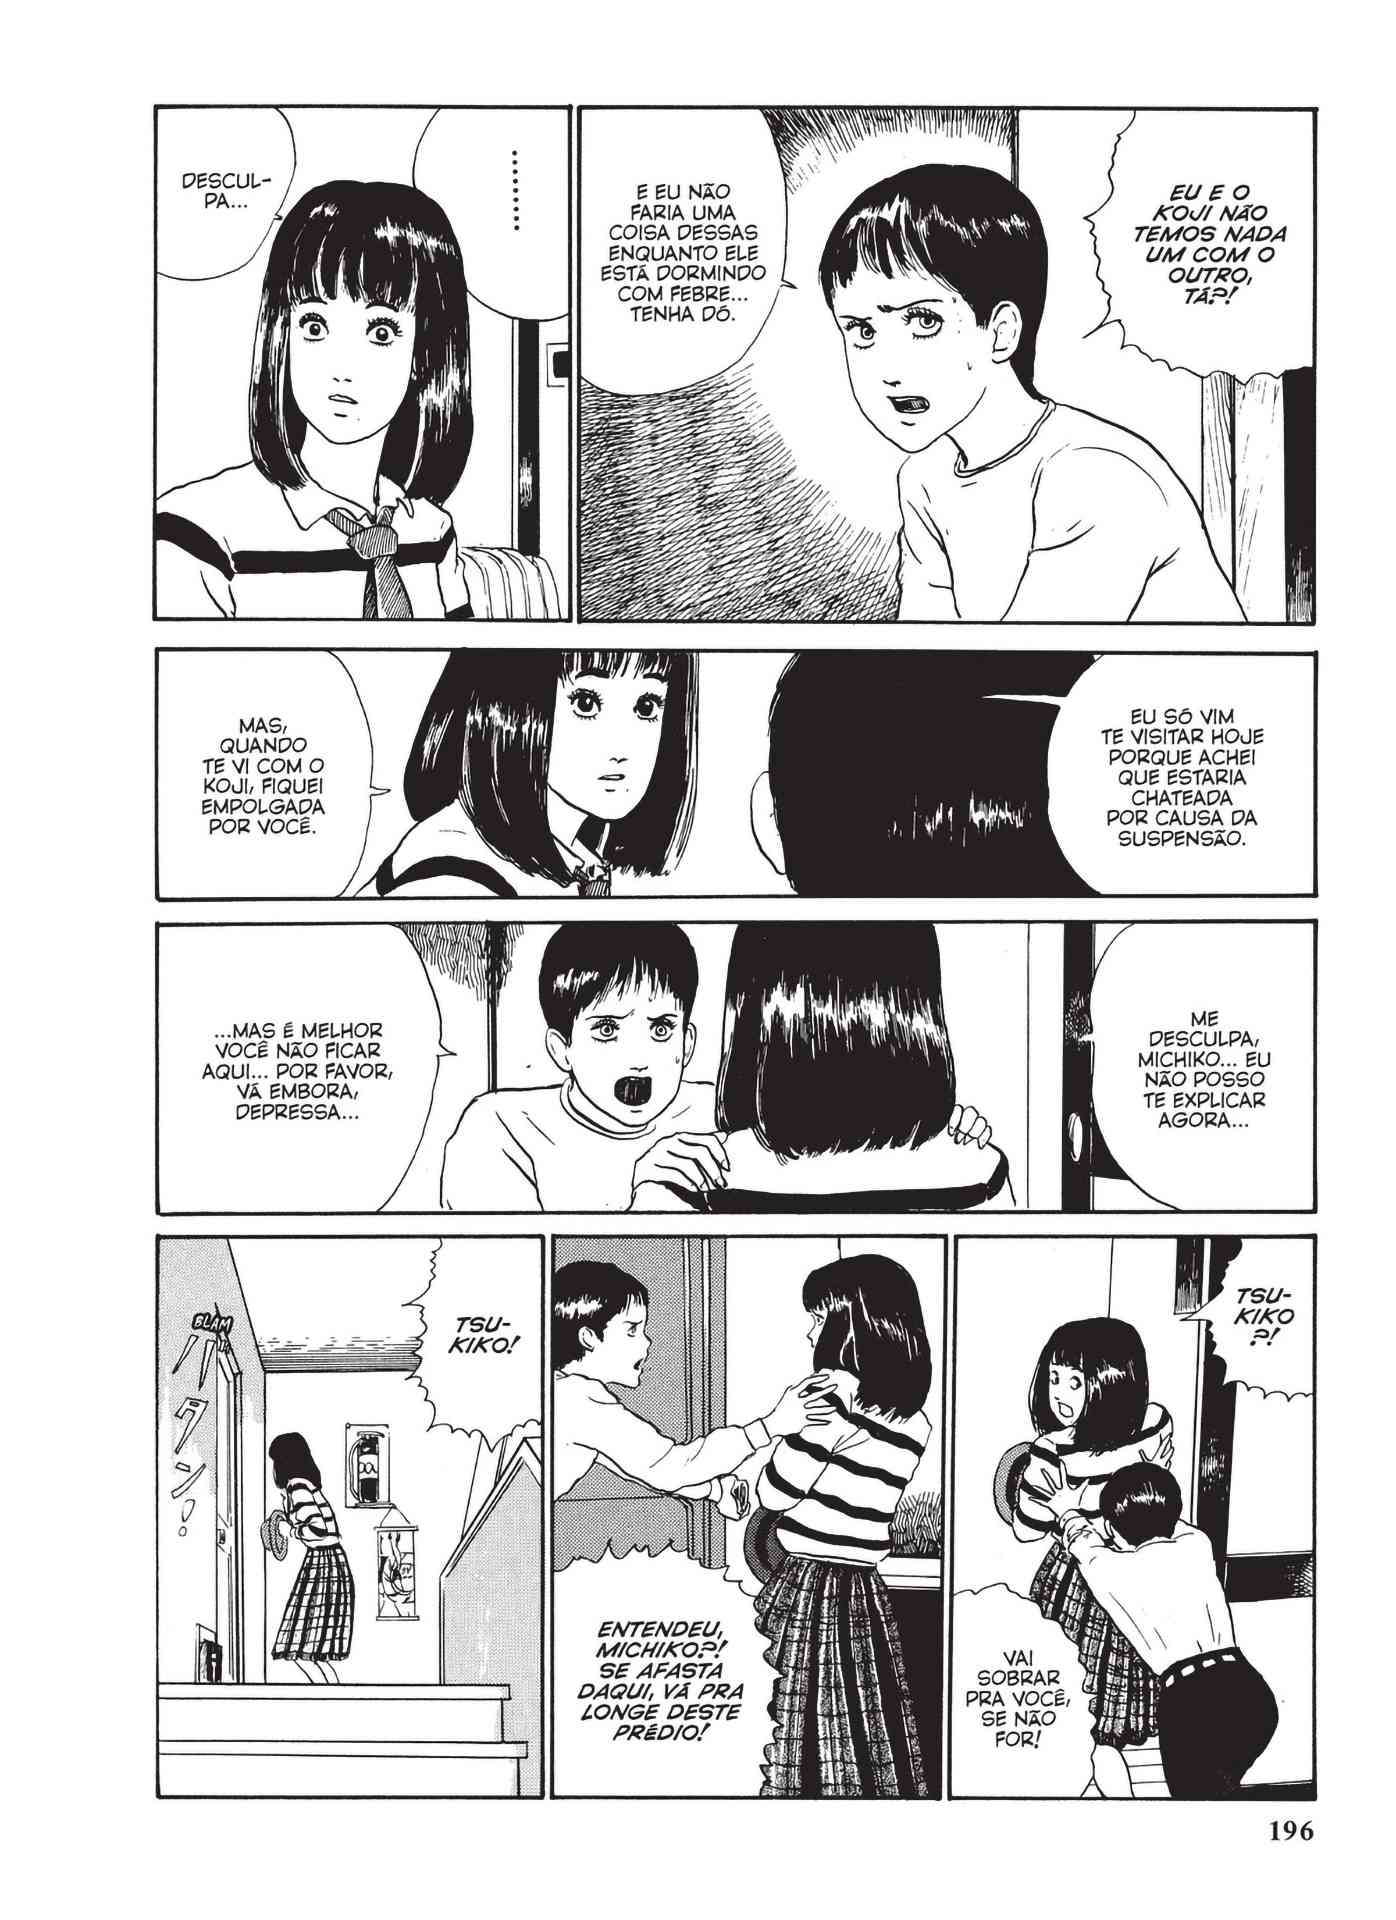 EU E O
KOJI NÃO
TEMOS NADA
UM COM O
OUTRO,
TÁ?!
E EU NÃO
FARIA UMA
COISA DESSAS
ENQUANTO ELE
ESTÁ DORMINDO
COM FEBRE...
TENHA DÓ.
.........
DESCUL-
PA...
EU SÓ VIM
TE VISITAR HOJE
PORQUE ACHEI
QUE ESTARIA
CHATEADA
POR CAUSA DA
SUSPENSÃO.
MAS,
QUANDO
TE VI COM O
KOJI, FIQUEI
EMPOLGADA
POR VOCÊ.
ME
DESCULPA,
MICHIKO... EU
NÃO POSSO
TE EXPLICAR
AGORA...
...MAS É MELHOR
VOCÊ NÃO FICAR
AQUI... POR FAVOR,
VÁ EMBORA,
DEPRESSA...
TSU-
KIKO
?!
VAI
SOBRAR
PRA VOCÊ,
SE NÃO
FOR!
ENTENDEU,
MICHIKO?!
SE AFASTA
DAQUI, VÁ PRA
LONGE DESTE
PRÉDIO!
TSU-
KIKO!
BLAM
バタン!
196